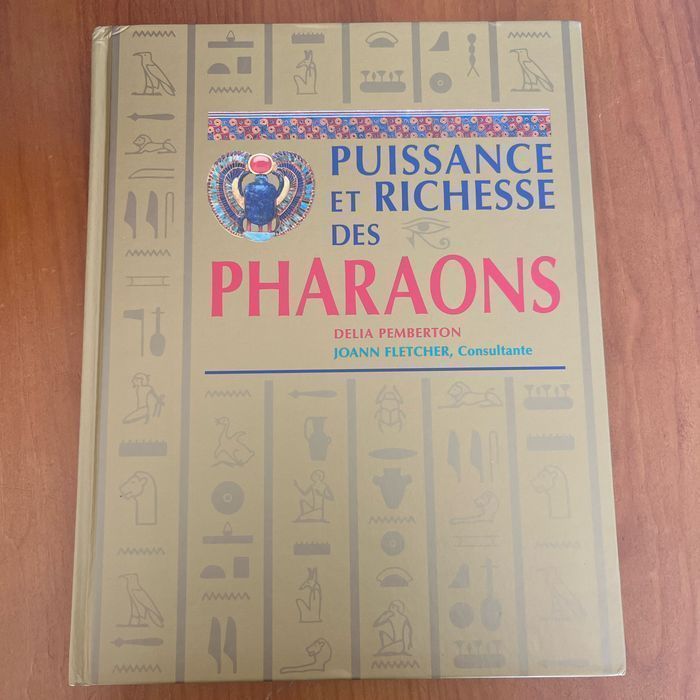 PUISSANCE
ET RICHESSE
DES
PHARAONS
DELIA PEMBERTON
JOANN FLETCHER, Consultante